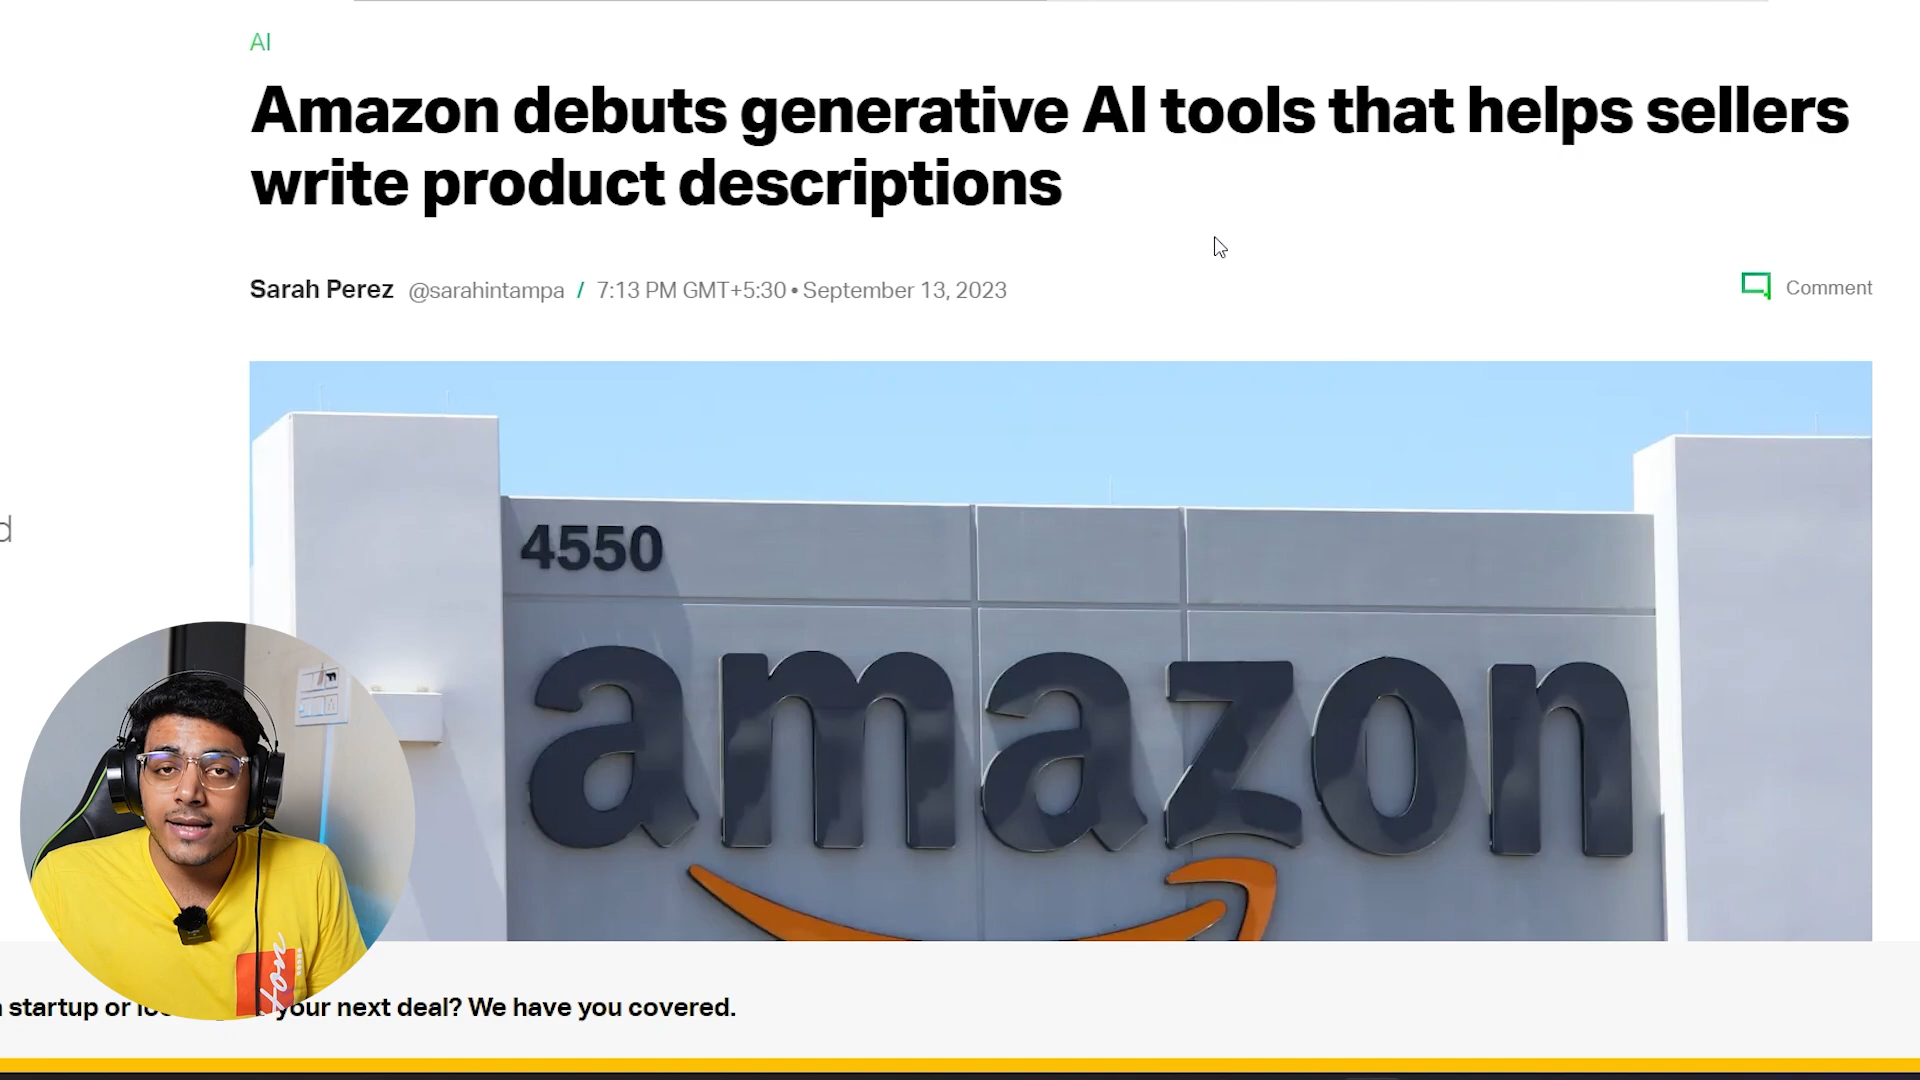 AI
Amazon debuts generative AI tools that helps sellers
write product descriptions
Sarah Perez @sarahintampa / 7:13 PM GMT+5:30 • September 13, 2023
Comment
4550
amazon
startup or your next deal? We have you covered.